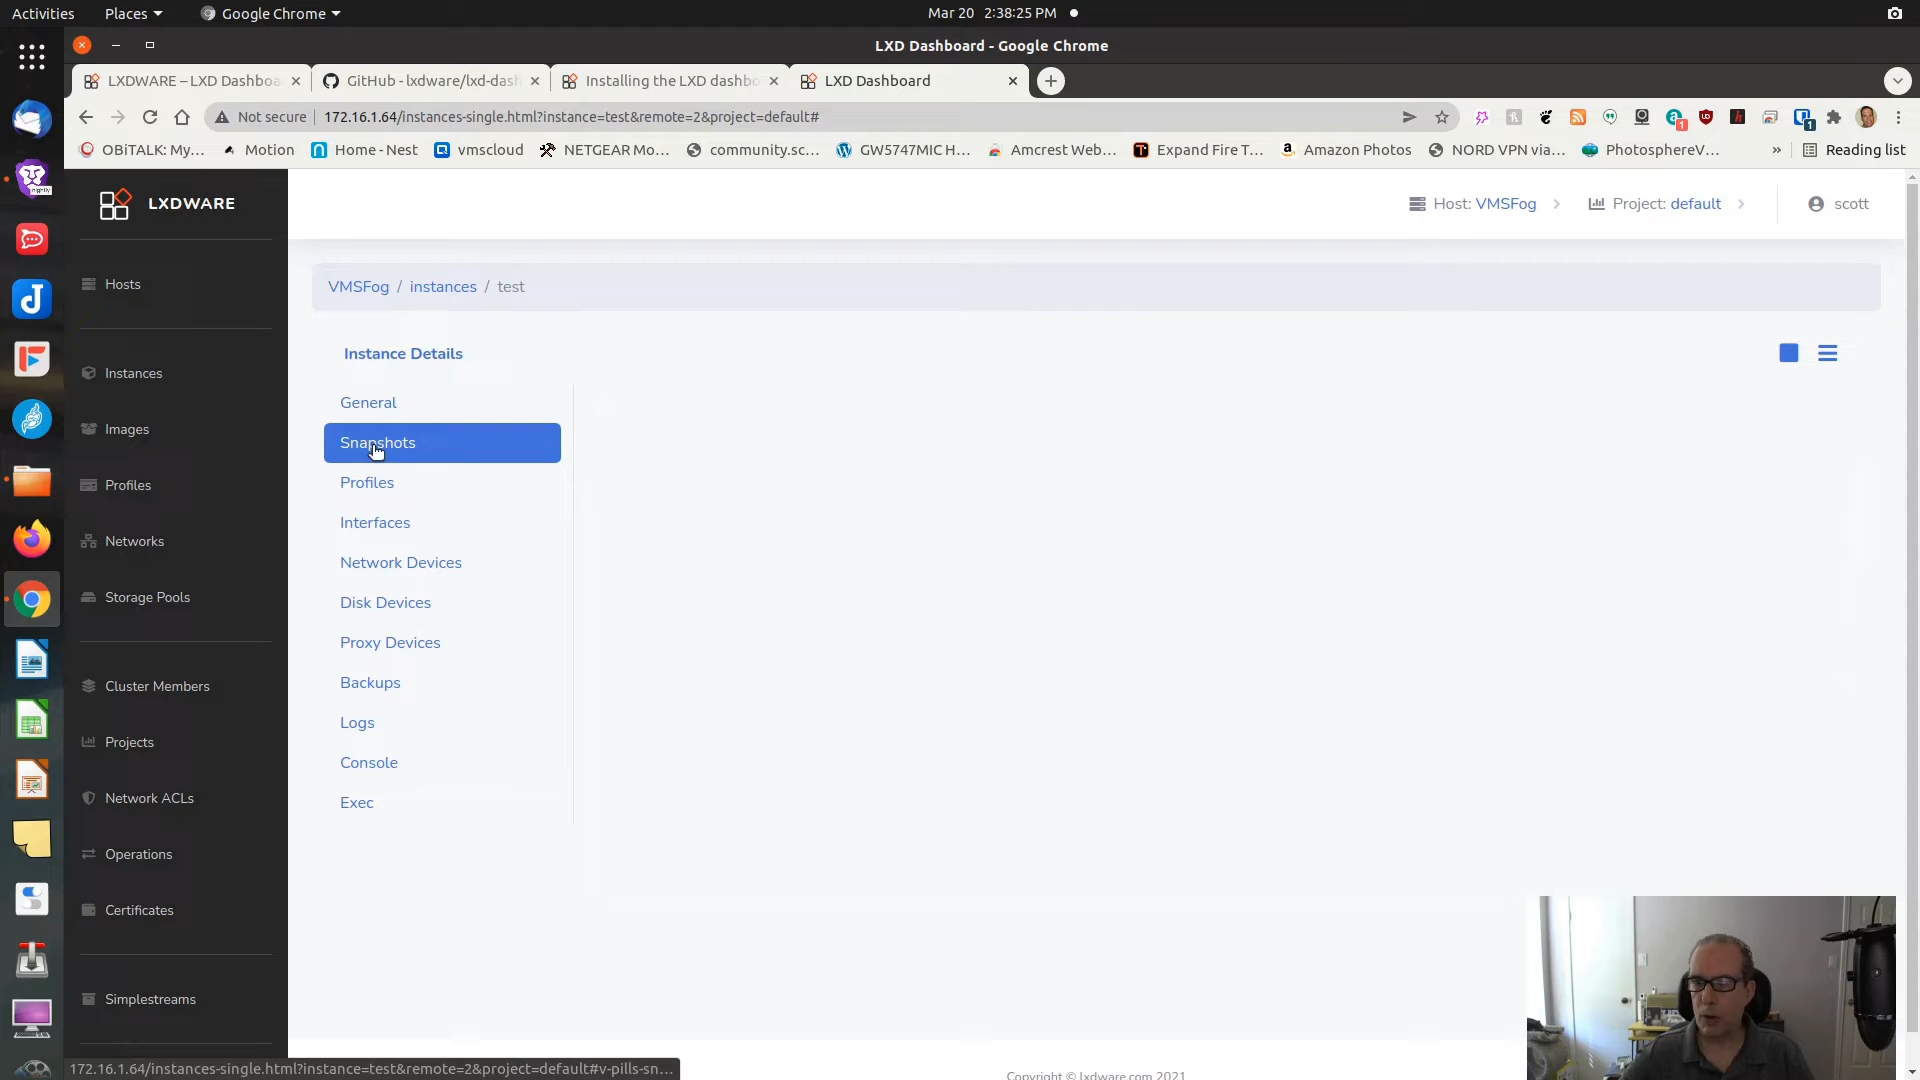 Activities
Places
Google Chrome
Mar 20 2:38:25 PM
LXD Dashboard - Google Chrome
LXDWARE – LXD Dashboa
GitHub - lxdware/lxd-dash
Installing the LXD dashbo
LXD Dashboard
Not secure
172.16.1.64/instances-single.html?instance=test&remote=2&project=default#
OBiTALK: My...
Motion
Home - Nest
vmscloud
NETGEAR Mo...
community.sc...
GW5747MIC H...
Amcrest Web...
Expand Fire T...
Amazon Photos
NORD VPN via...
PhotosphereV...
»
Reading list
LXDWARE
Host: VMSFog
Project: default
scott
Hosts
Instances
Images
Profiles
Networks
Storage Pools
Cluster Members
Projects
Network ACLs
Operations
Certificates
Simplestreams
VMSFog / instances / test
Instance Details
General
Snapshots
Profiles
Interfaces
Network Devices
Disk Devices
Proxy Devices
Backups
Logs
Console
Exec
172.16.1.64/instances-single.html?instance=test&remote=2&project=default#v-pills-sn...
Copyright © lxdware.com 2021